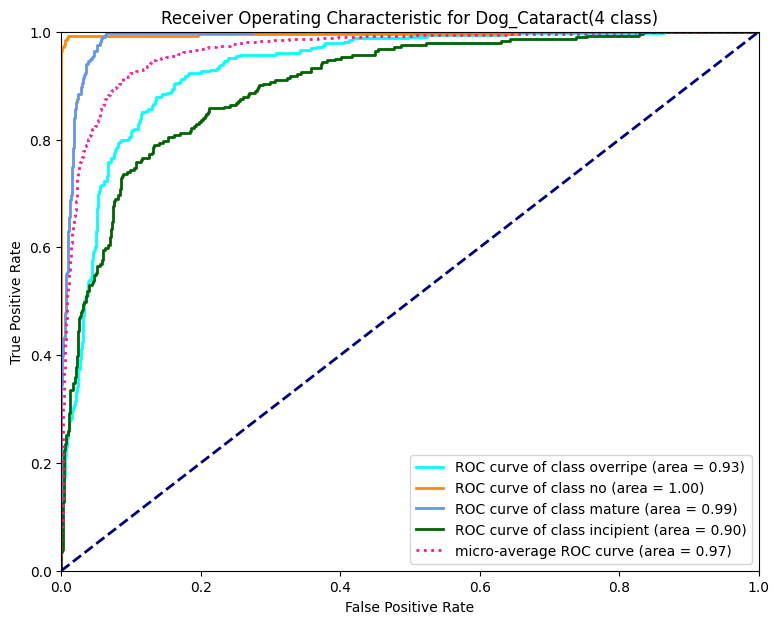 Receiver Operating Characteristic for Dog_Cataract(4 class)
1.0
0.8
0.6
0.4
0.2
0.0
True Positive Rate
ROC curve of class overripe (area = 0.93)
ROC curve of class no (area = 1.00)
ROC curve of class mature (area = 0.99)
ROC curve of class incipient (area = 0.90)
micro-average ROC curve (area = 0.97)
0.0 0.2 0.4 0.6 0.8 1.0
False Positive Rate